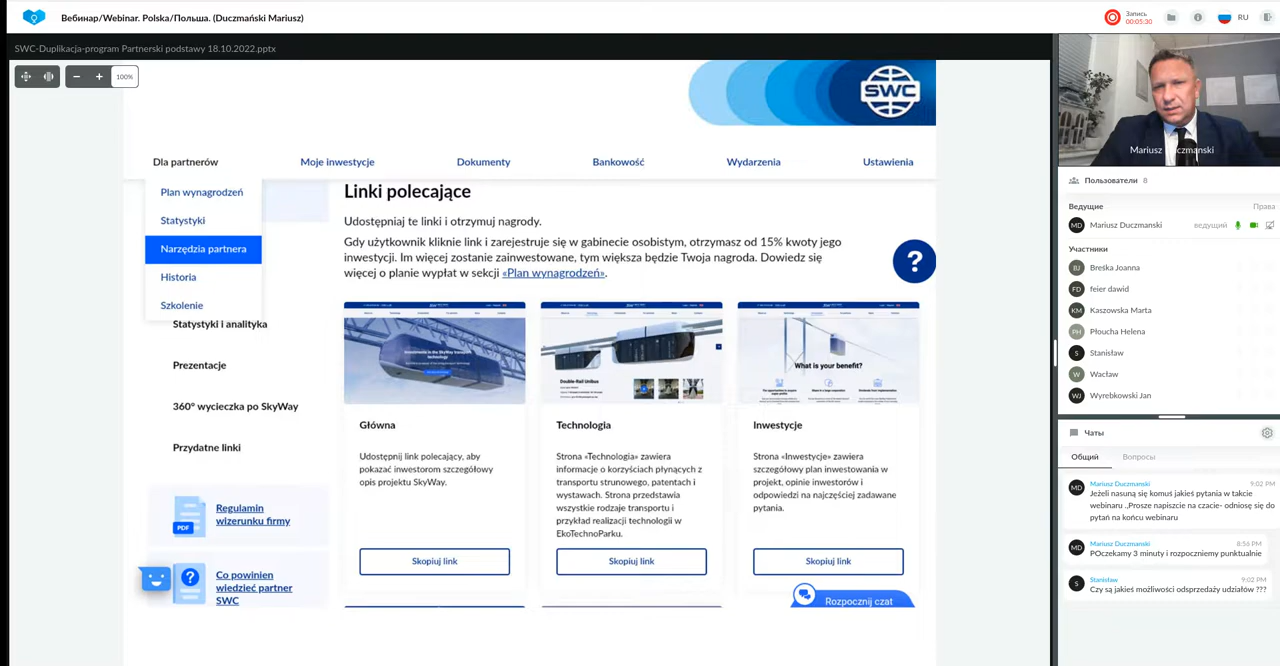 Вебинар/Webinar. Polska/Польша. (Duczmański Mariusz)
Запись
00:05:30
RU
SWC-Duplikacja-program Partnerski podstawy 18.10.2022.pptx
100%
SWC
Dla partnerów
Moje inwestycje
Dokumenty
Bankowość
Wydarzenia
Ustawienia
Plan wynagrodzeń
Statystyki
Narzędzia partnera
Historia
Szkolenie
Statystyki i analityka
Prezentacje
360° wycieczka po SkyWay
Przydatne linki
PDF
Regulamin
wizerunku firmy
?
Co powinien
wiedzieć partner
SWC
Linki polecające
Udostępniaj te linki i otrzymuj nagrody.
Gdy użytkownik kliknie link i zarejestruje się w gabinecie osobistym, otrzymasz od 15% kwoty jego
inwestycji. Im więcej zostanie zainwestowane, tym większa będzie Twoja nagroda. Dowiedz się
więcej o planie wypłat w sekcji «Plan wynagrodzeń».
?
Double-Rail Unibus
What is your benefit?
Główna
Udostępnij link polecający, aby
pokazać inwestorom szczegółowy
opis projektu SkyWay.
Skopiuj link
Technologia
Strona «Technologia» zawiera
informacje o korzyściach płynących z
transportu strunowego, patentach i
wystawach. Strona przedstawia
wszystkie rodzaje transportu i
przykład realizacji technologii w
EkoTechnoParku.
Skopiuj link
Inwestycje
Strona «Inwestycje» zawiera
szczegółowy plan inwestowania w
projekt, opinie inwestorów i
odpowiedzi na najczęściej zadawane
pytania.
Skopiuj link
Rozpocznij czat
Mariusz Duczmanski
Пользователи 8
Ведущие
Права
MD Mariusz Duczmanski ведущий
Участники
BJ Breśka Joanna
FD feier dawid
KM Kaszowska Marta
PH Płoucha Helena
S Stanisław
W Wacław
WJ Wyrebkowski Jan
Чаты
Общий
Вопросы
MD
Mariusz Duczmanski 9:02 PM
Jeżeli nasuną się komuś jakieś pytania w takcie
webinaru ,,Prosze napiszcie na czacie- odniosę się do
pytań na końcu webinaru
MD
Mariusz Duczmanski 8:56 PM
POczekamy 3 minuty i rozpoczniemy punktualnie
S
Stanisław 9:02 PM
Czy są jakieś możliwości odsprzedaży udziałów ???